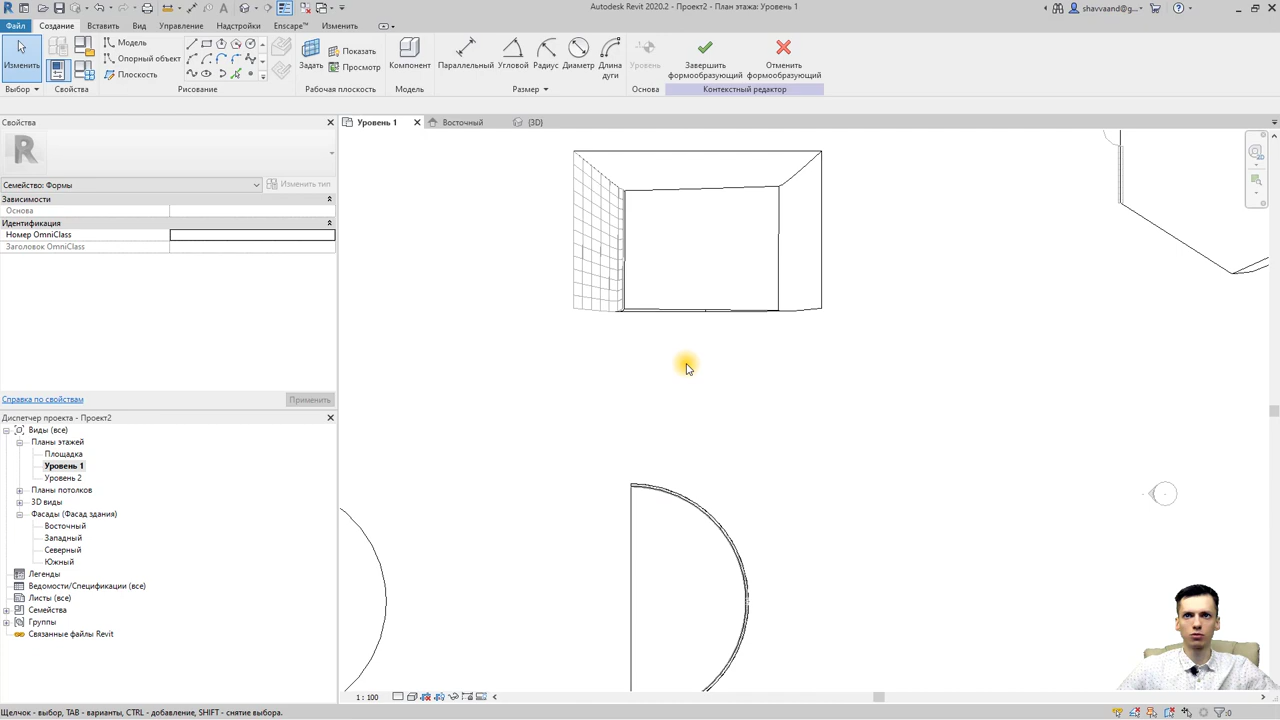 Autodesk Revit 2020.2 - Проект2 - План этажа: Уровень 1
shavvaand@g...
Файл Создание Вставить Вид Управление Надстройки Enscape™ Изменить
Изменить
Модель
Опорный объект
Плоскость
Задать
Показать
Просмотр
Компонент
Параллельный Угловой Радиус Диаметр Длина дуги
Уровень
Завершить формообразующий
Отменить формообразующий
Выбор Свойства Рисование Рабочая плоскость Модель Размер Основа Контекстный редактор
Свойства
Уровень 1 Восточный {3D}
R
Семейство: Формы
Изменить тип
Зависимости
Основа
Идентификация
Номер OmniClass
Заголовок OmniClass
Справка по свойствам
Применить
Диспетчер проекта - Проект2
Виды (все)
Планы этажей
Площадка
Уровень 1
Уровень 2
Планы потолков
3D виды
Фасады (Фасад здания)
Восточный
Западный
Северный
Южный
Легенды
Ведомости/Спецификации (все)
Листы (все)
Семейства
Группы
Связанные файлы Revit
1 : 100
Щелчок - выбор, TAB - варианты, CTRL - добавление, SHIFT - снятие выбора.
:0